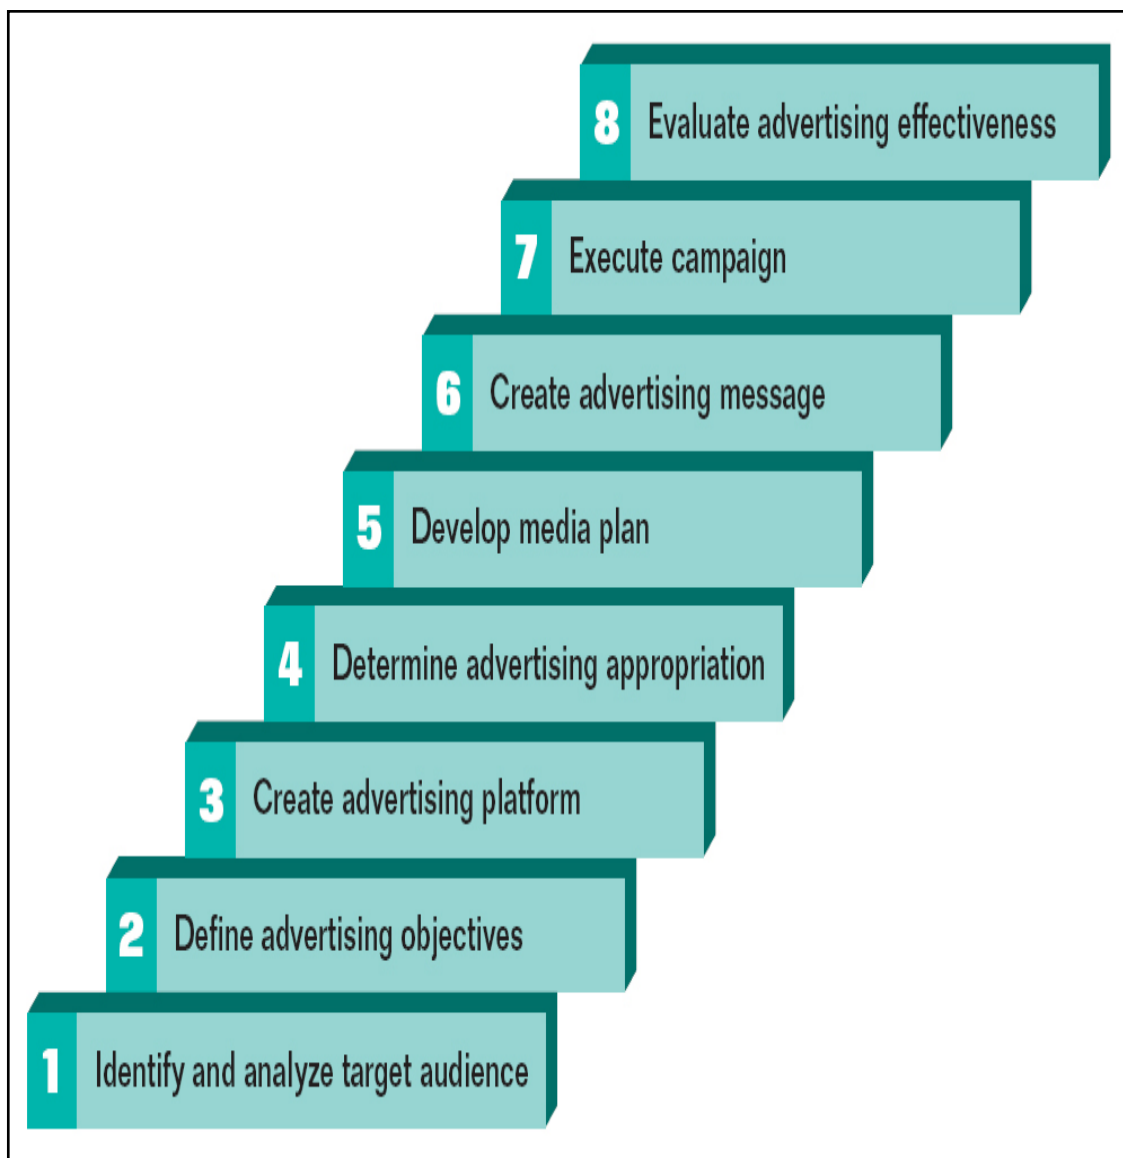 8 Evaluate advertising effectiveness
7 Execute campaign
6 Create advertising message
5 Develop media plan
4 Determine advertising appropriation
3 Create advertising platform
2 Define advertising objectives
1 Identify and analyze target audience